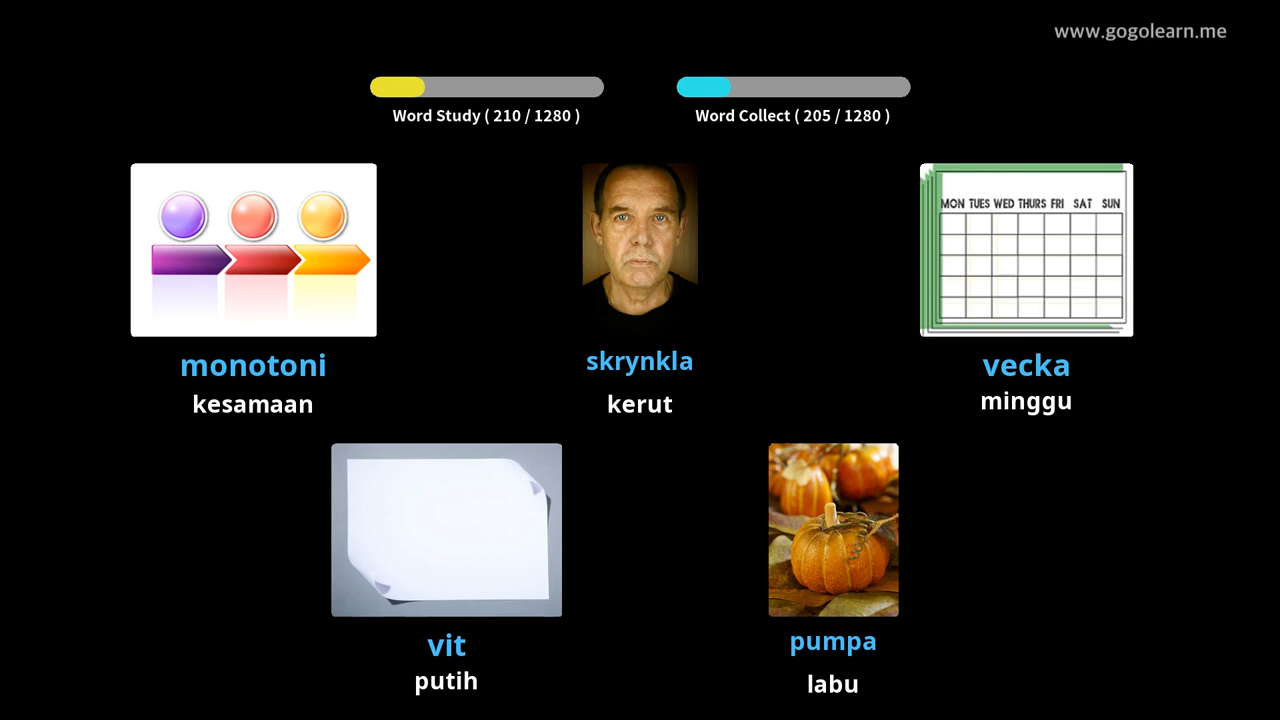 www.gogolearn.me
Word Study ( 210 / 1280 )
Word Collect ( 205 / 1280 )
MON TUES WED THURS FRI SAT SUN
monotoni
kesamaan
skrynkla
kerut
vecka
minggu
vit
putih
pumpa
labu